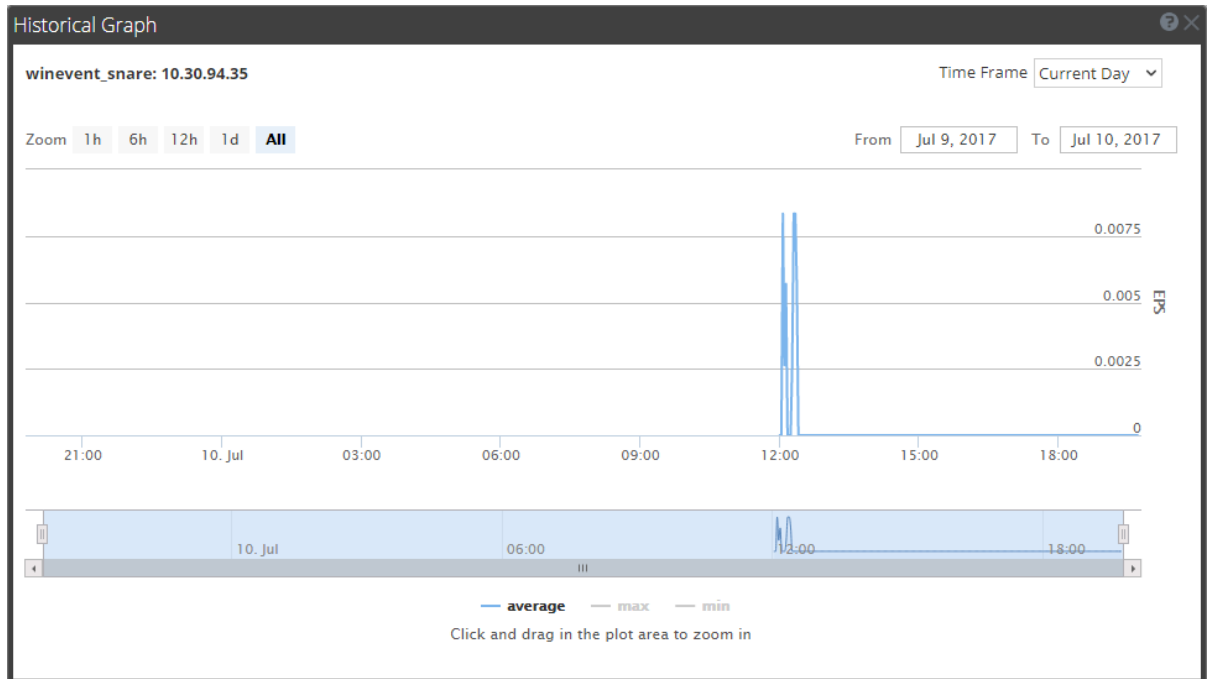 Historical Graph
winevent_snare: 10.30.94.35
Time Frame Current Day
Zoom 1h 6h 12h 1d All
From Jul 9, 2017 To Jul 10, 2017
0.0075
0.005
EPS
0.0025
0
21:00 10. Jul 03:00 06:00 09:00 12:00 15:00 18:00
10. Jul 06:00 12:00 18:00
average max min
Click and drag in the plot area to zoom in